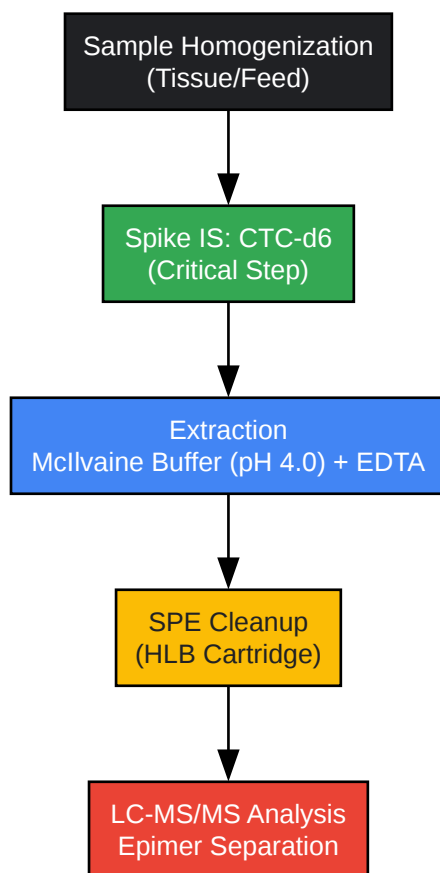 Sample Homogenization
(Tissue/Feed)
Spike IS: CTC-d6
(Critical Step)
Extraction
McIlvaine Buffer (pH 4.0) + EDTA
SPE Cleanup
(HLB Cartridge)
LC-MS/MS Analysis
Epimer Separation